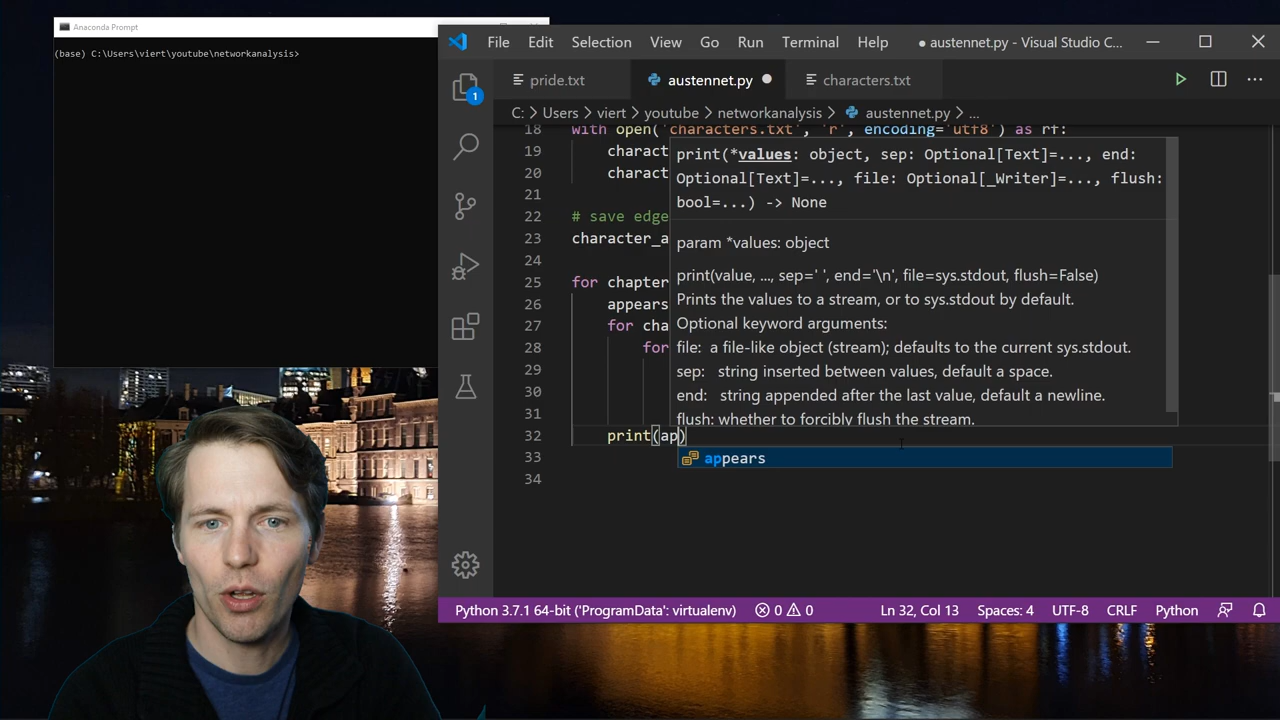 Anaconda Prompt
(base) C:\Users\viert\youtube\networkanalysis>
File Edit Selection View Go Run Terminal Help
● austennet.py - Visual Studio C...
pride.txt
austennet.py ●
characters.txt
C: > Users > viert > youtube > networkanalysis > austennet.py > ...
18 with open('characters.txt', 'r', encoding='utf8') as rf:
19 charact
20 charact
21
22 # save edge
23 character_a
24
25 for chapter
26 appears
27 for cha
28 for
29
30
31
32 print(ap)
33
34
print(*values: object, sep: Optional[Text]=..., end:
Optional[Text]=..., file: Optional[_Writer]=..., flush:
bool=...) -> None
param *values: object
print(value, ..., sep=' ', end='\n', file=sys.stdout, flush=False)
Prints the values to a stream, or to sys.stdout by default.
Optional keyword arguments:
file: a file-like object (stream); defaults to the current sys.stdout.
sep: string inserted between values, default a space.
end: string appended after the last value, default a newline.
flush: whether to forcibly flush the stream.
appears
1
Python 3.7.1 64-bit ('ProgramData': virtualenv) 0 0 Ln 32, Col 13 Spaces: 4 UTF-8 CRLF Python